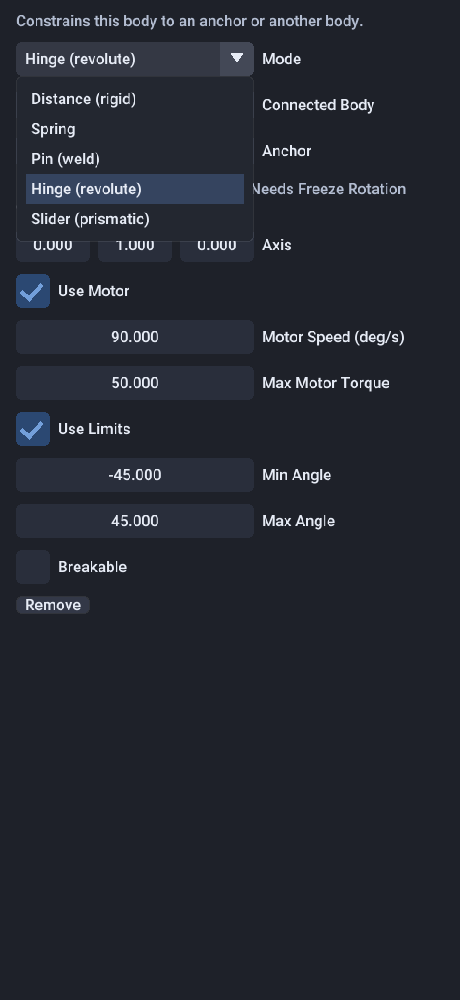 Constrains this body to an anchor or another body.
Hinge (revolute) Mode
Distance (rigid)
Connected Body
Spring
Anchor
Pin (weld)
Hinge (revolute) Needs Freeze Rotation
Slider (prismatic)
0.000 1.000 0.000 Axis
Use Motor
90.000 Motor Speed (deg/s)
50.000 Max Motor Torque
Use Limits
-45.000 Min Angle
45.000 Max Angle
Breakable
Remove